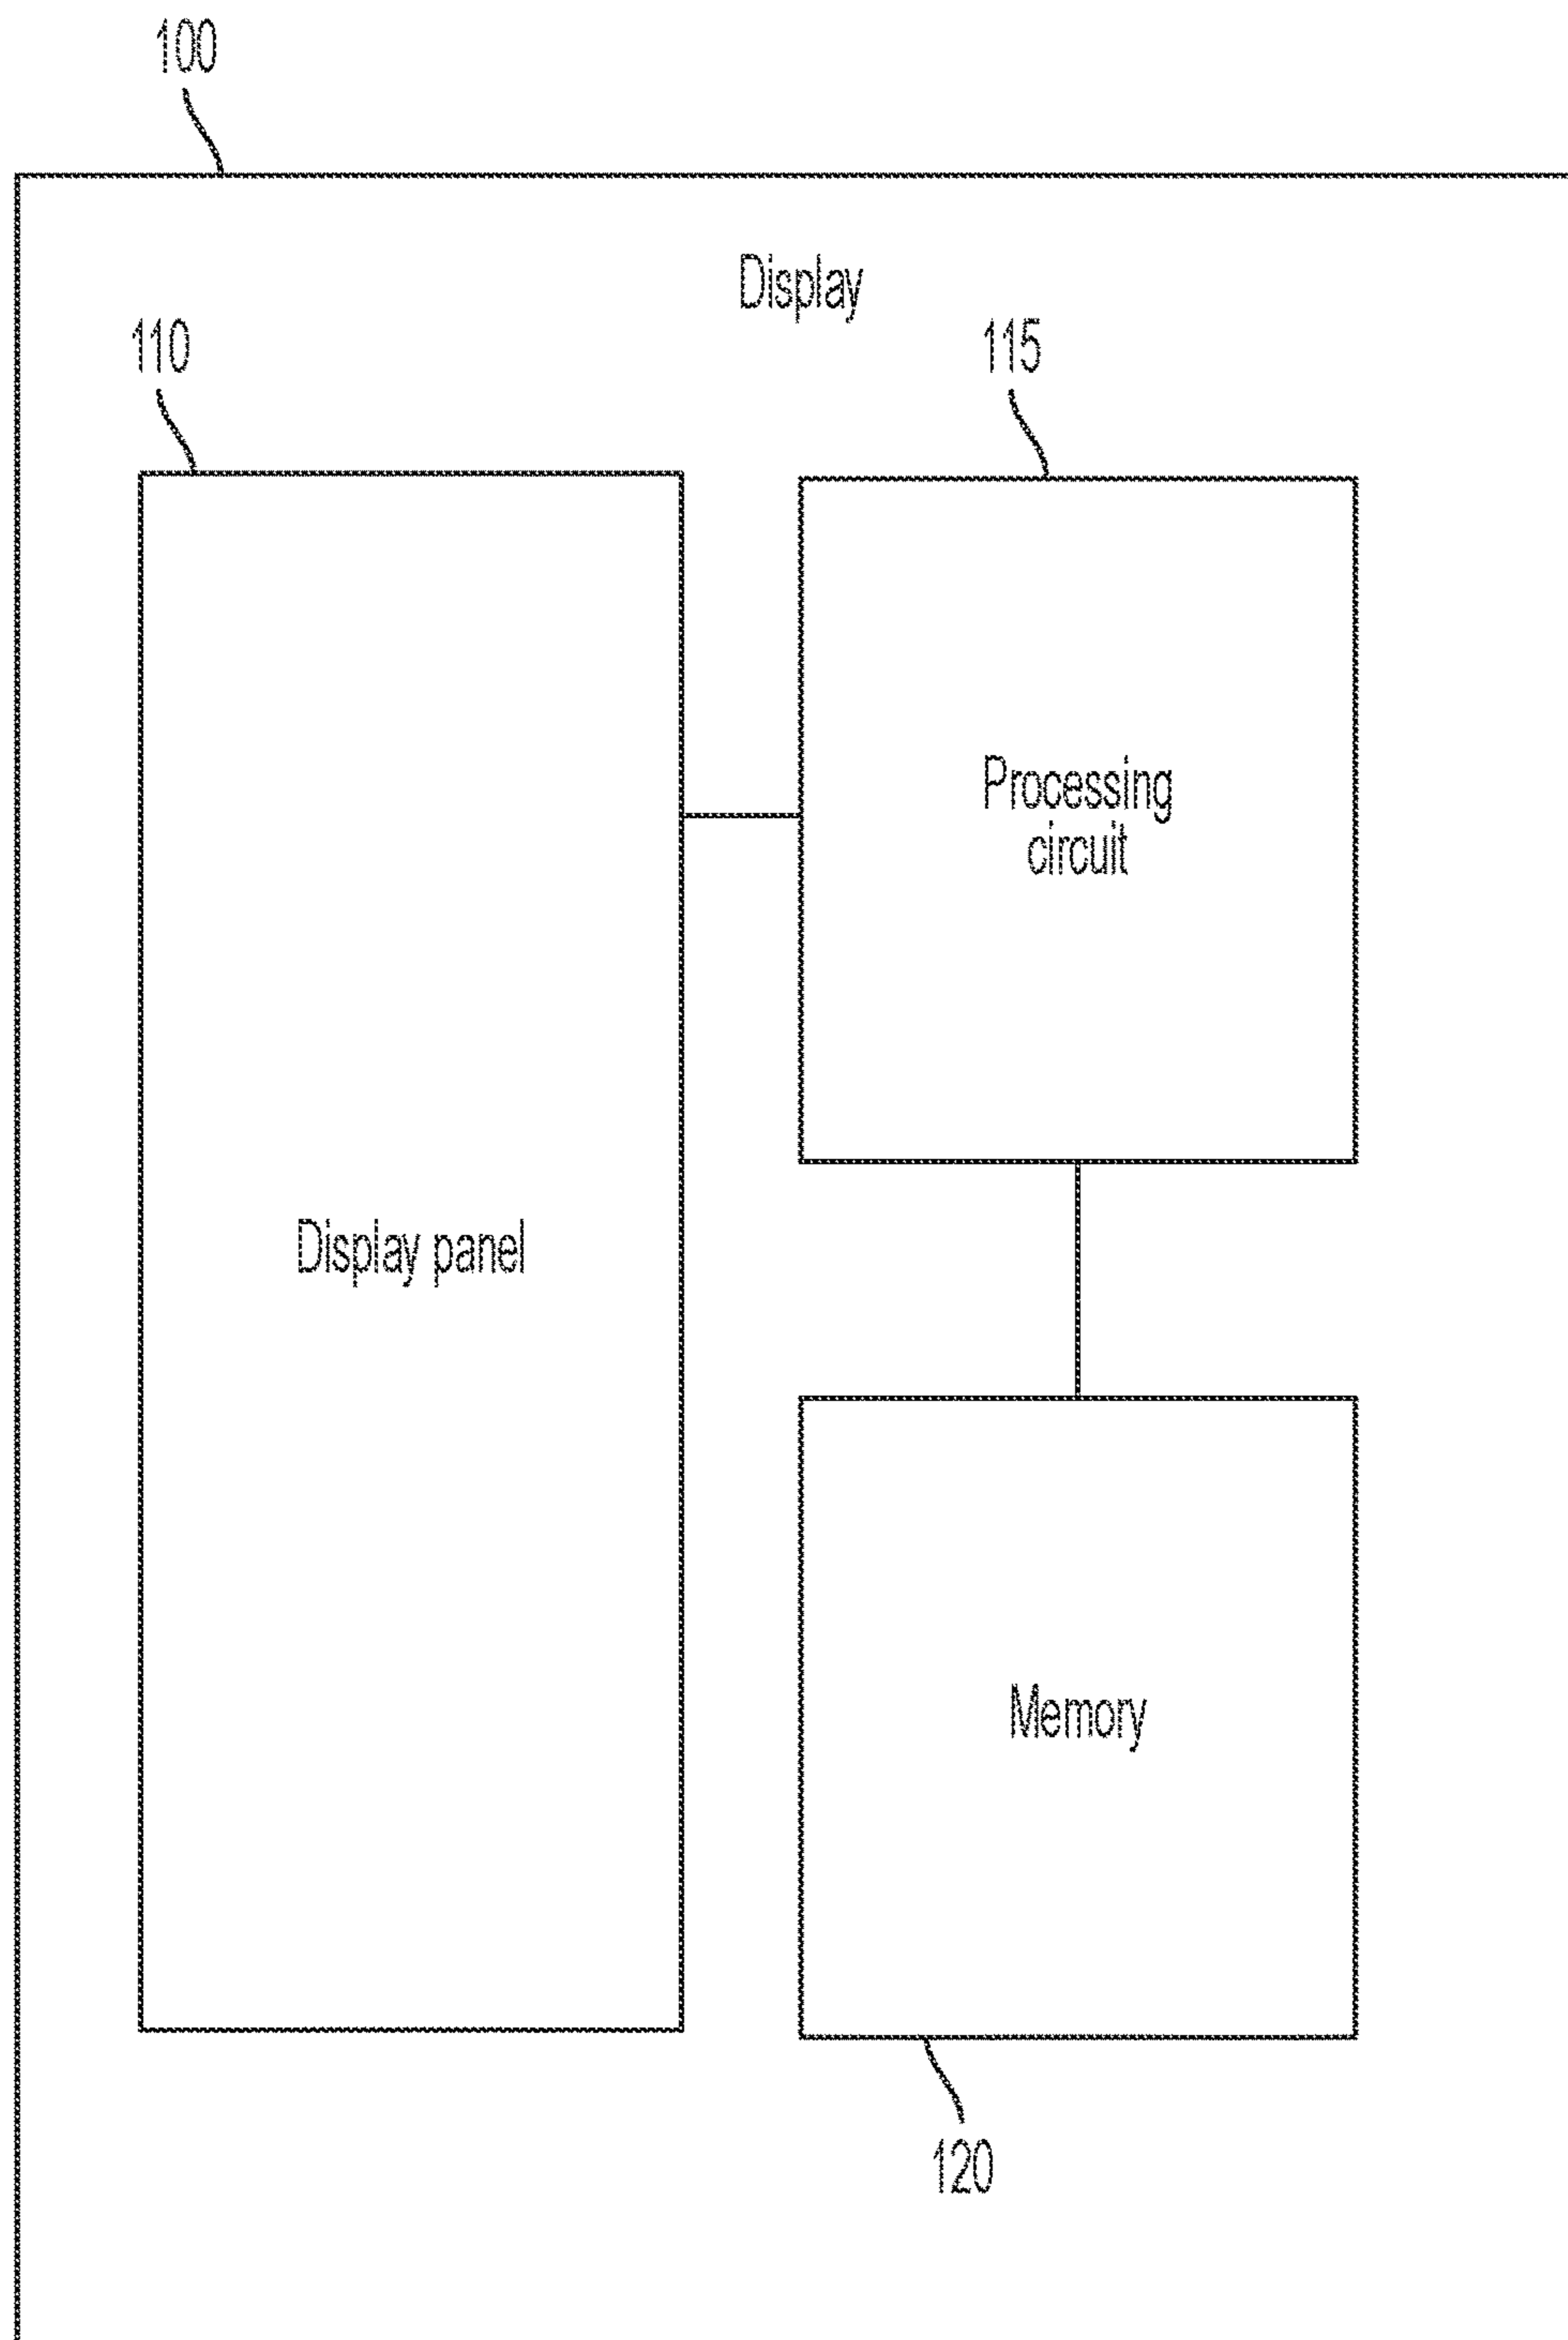 100
Display
110
115
Processing
circuit
Display panel
Memory
120